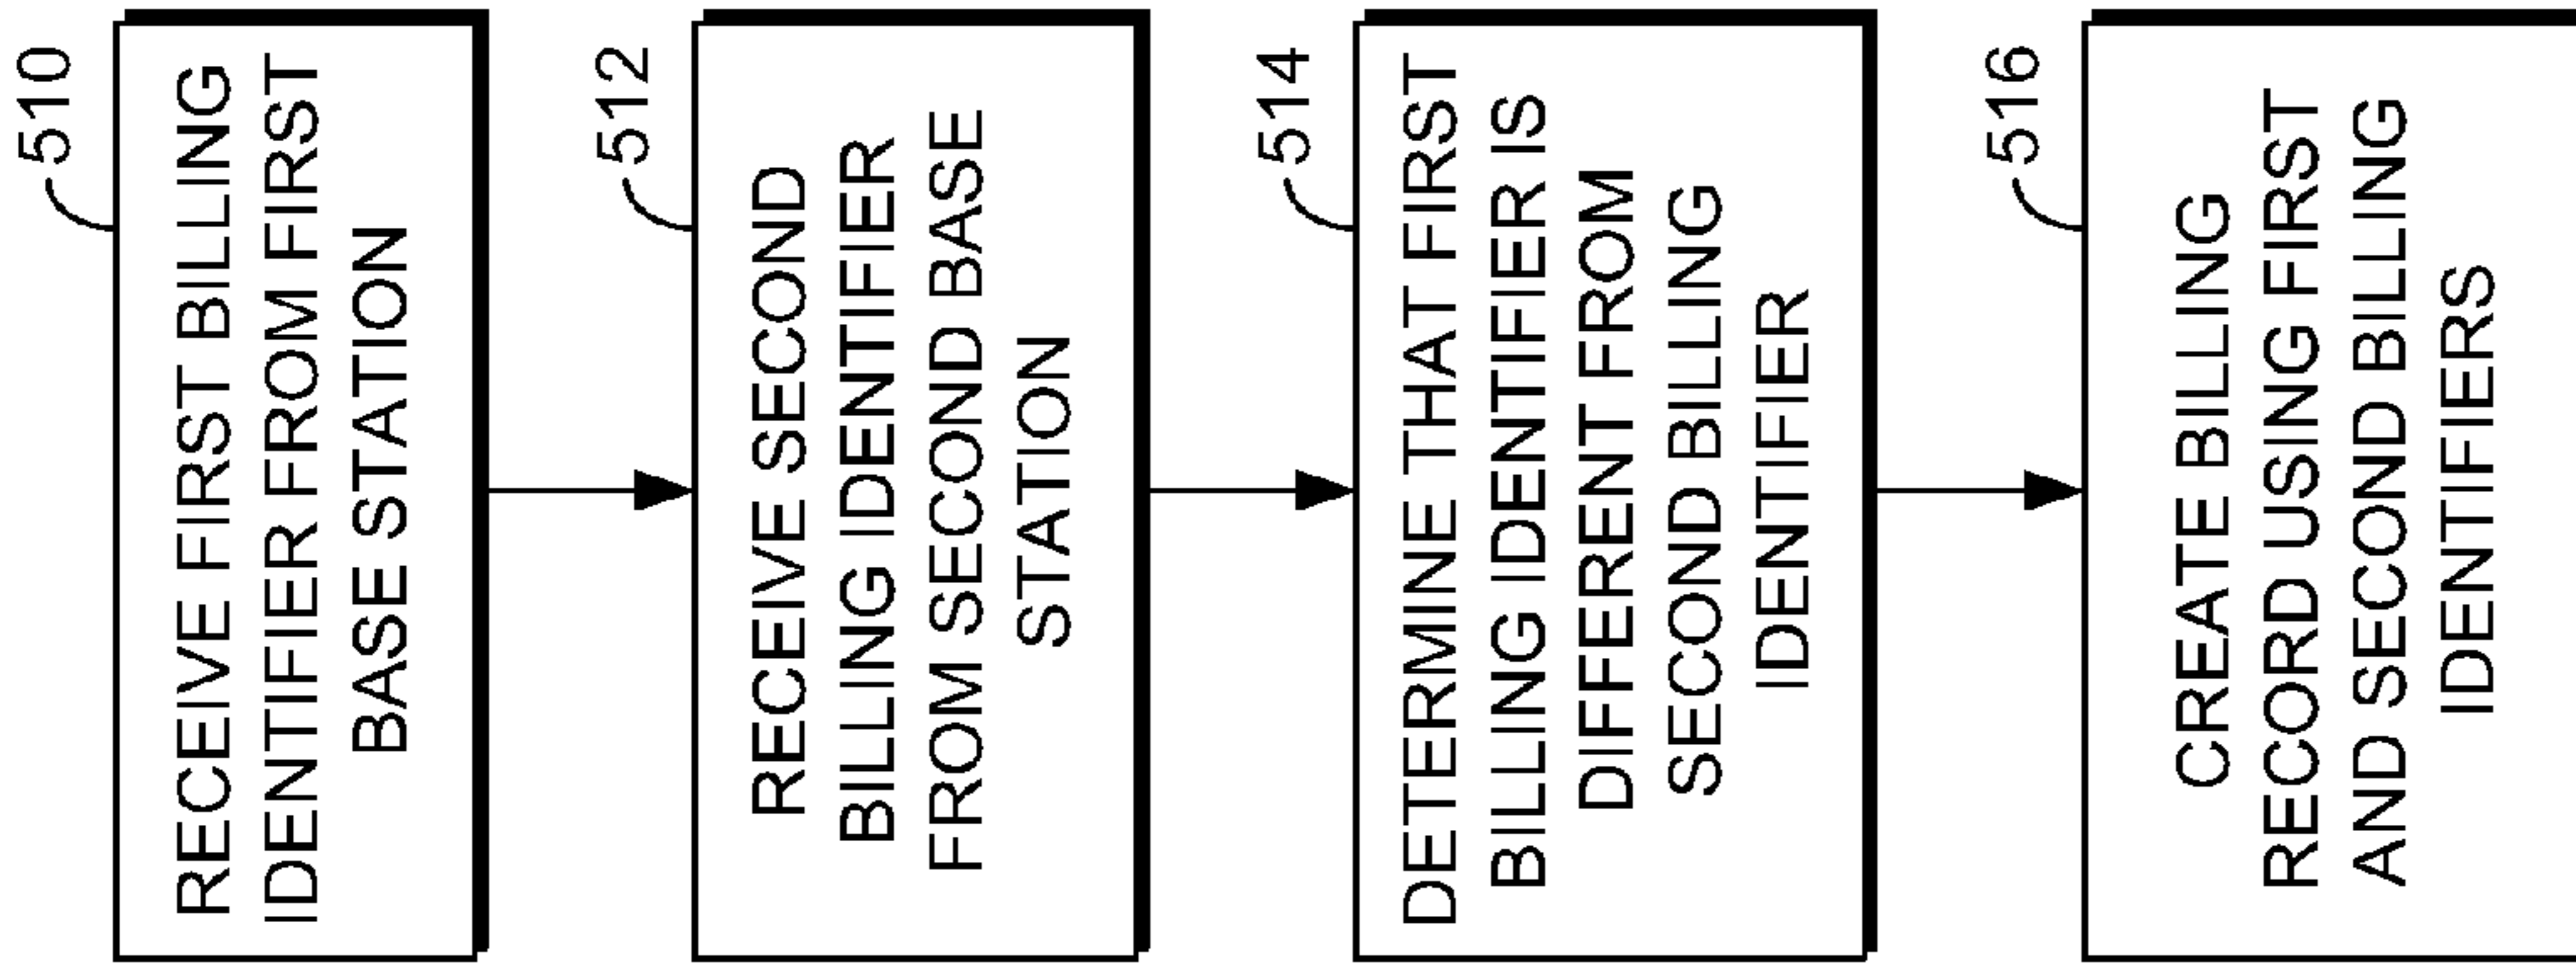 510
RECEIVE FIRST BILLING
IDENTIFIER FROM FIRST
BASE STATION
512
RECEIVE SECOND
BILLING IDENTIFIER
FROM SECOND BASE
STATION
514
DETERMINE THAT FIRST
BILLING IDENTIFIER IS
DIFFERENT FROM
SECOND BILLING
IDENTIFIER
516
CREATE BILLING
RECORD USING FIRST
AND SECOND BILLING
IDENTIFIERS